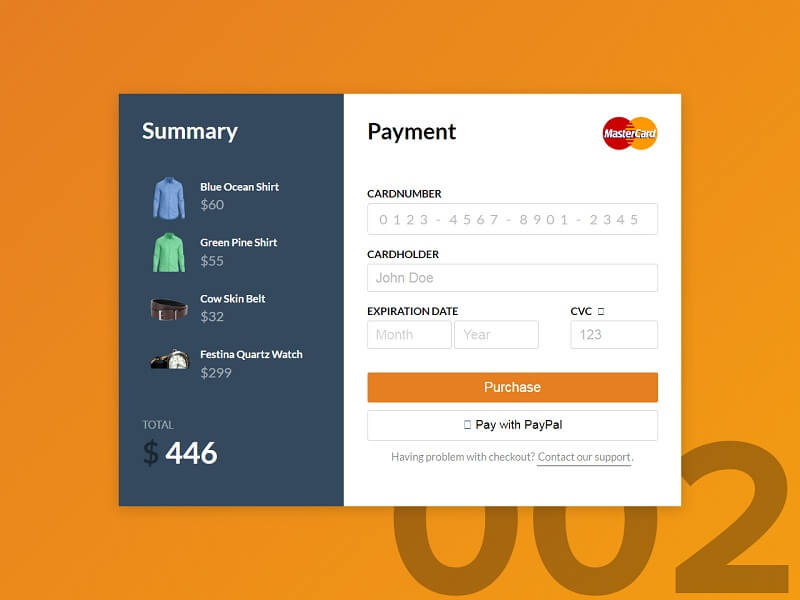 Summary
Blue Ocean Shirt
$60
Green Pine Shirt
$55
Cow Skin Belt
$32
Festina Quartz Watch
$299
TOTAL
$ 446
Payment
MasterCard
CARDNUMBER
0123-4567-8901-2345
CARDHOLDER
John Doe
EXPIRATION DATE
CVC
Month
Year
123
Purchase
Pay with PayPal
Having problem with checkout? Contact our support.
002